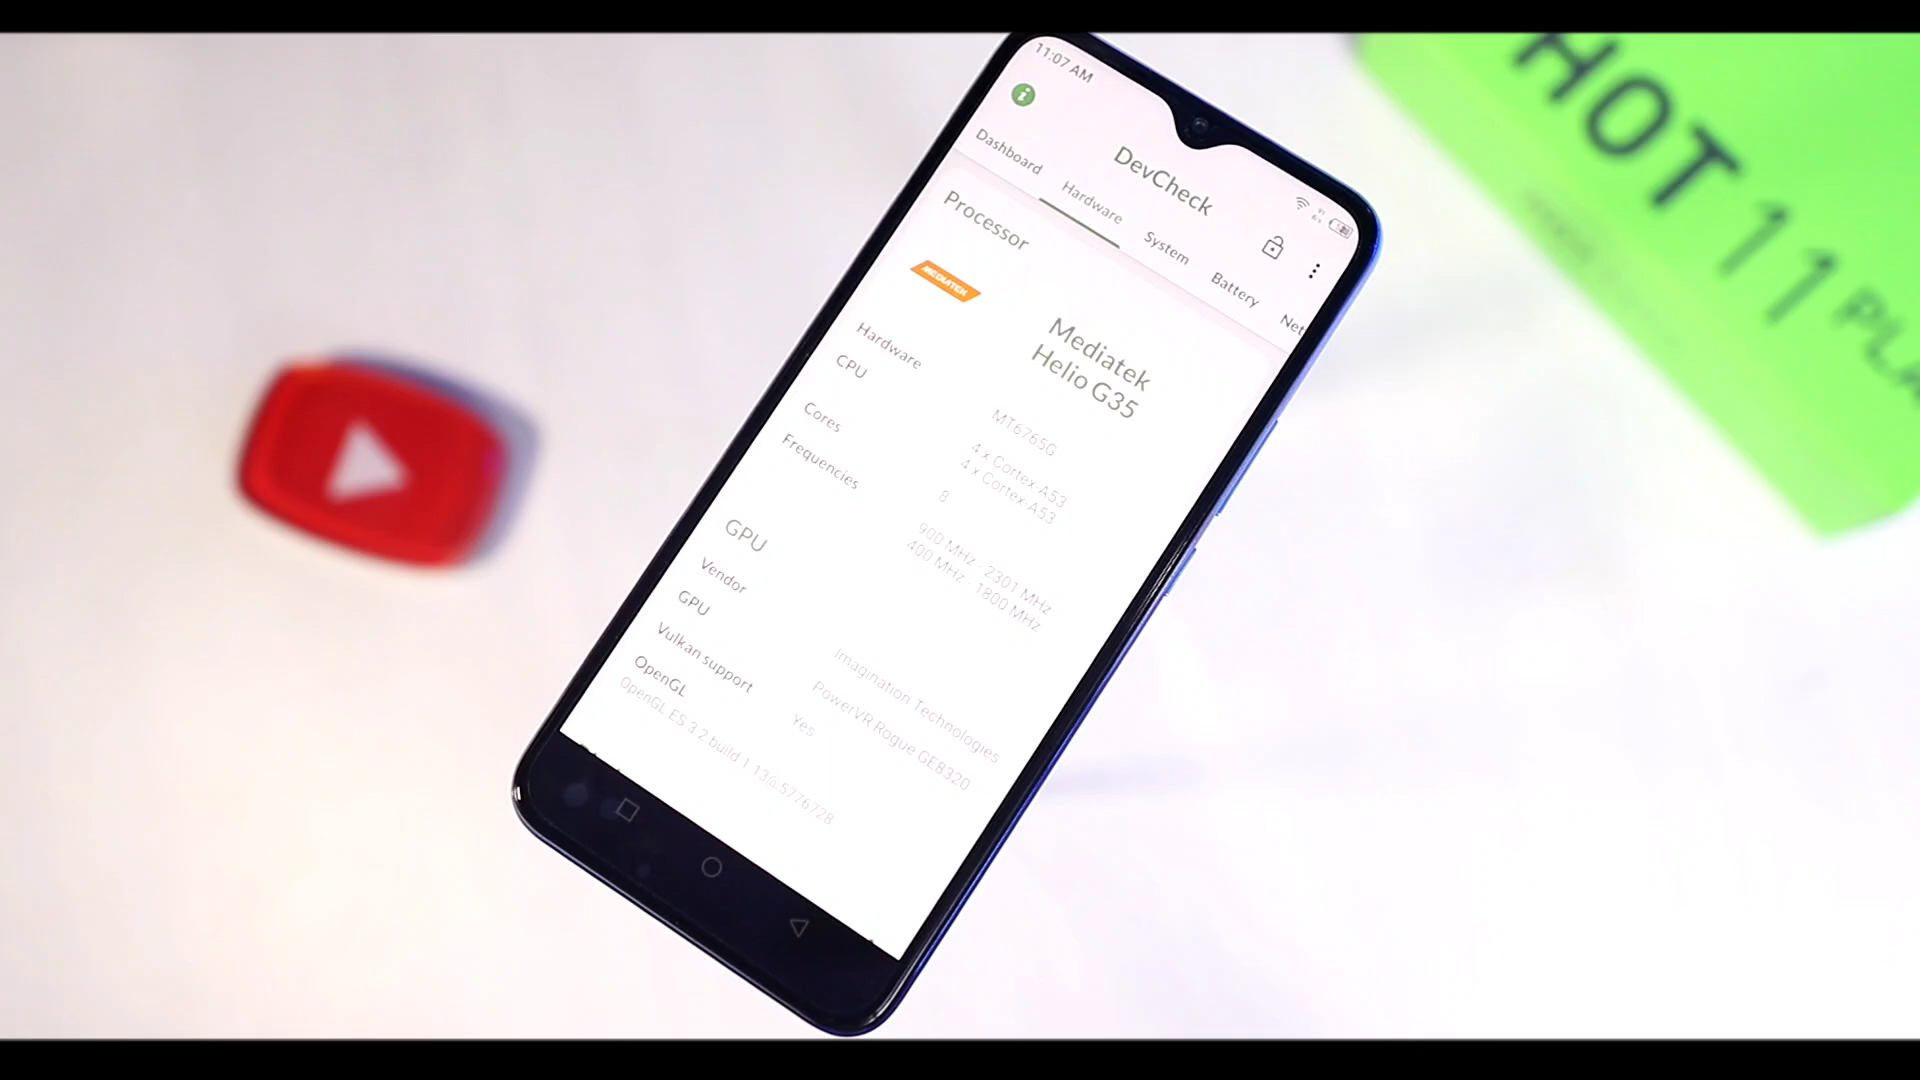 11:07 AM
DevCheck
Dashboard
Hardware
System
Battery
Net
Processor
MEDIATEK
Mediatek
Helio G35
Hardware
MT6765G
CPU
4 x Cortex-A53
4 x Cortex-A53
Cores
8
Frequencies
900 MHz - 2301 MHz
400 MHz - 1800 MHz
GPU
Vendor
Imagination Technologies
GPU
PowerVR Rogue GE8320
Vulkan support
Yes
OpenGL
OpenGL ES 3.2 build 1.13@5776728
HOT 11 PLA